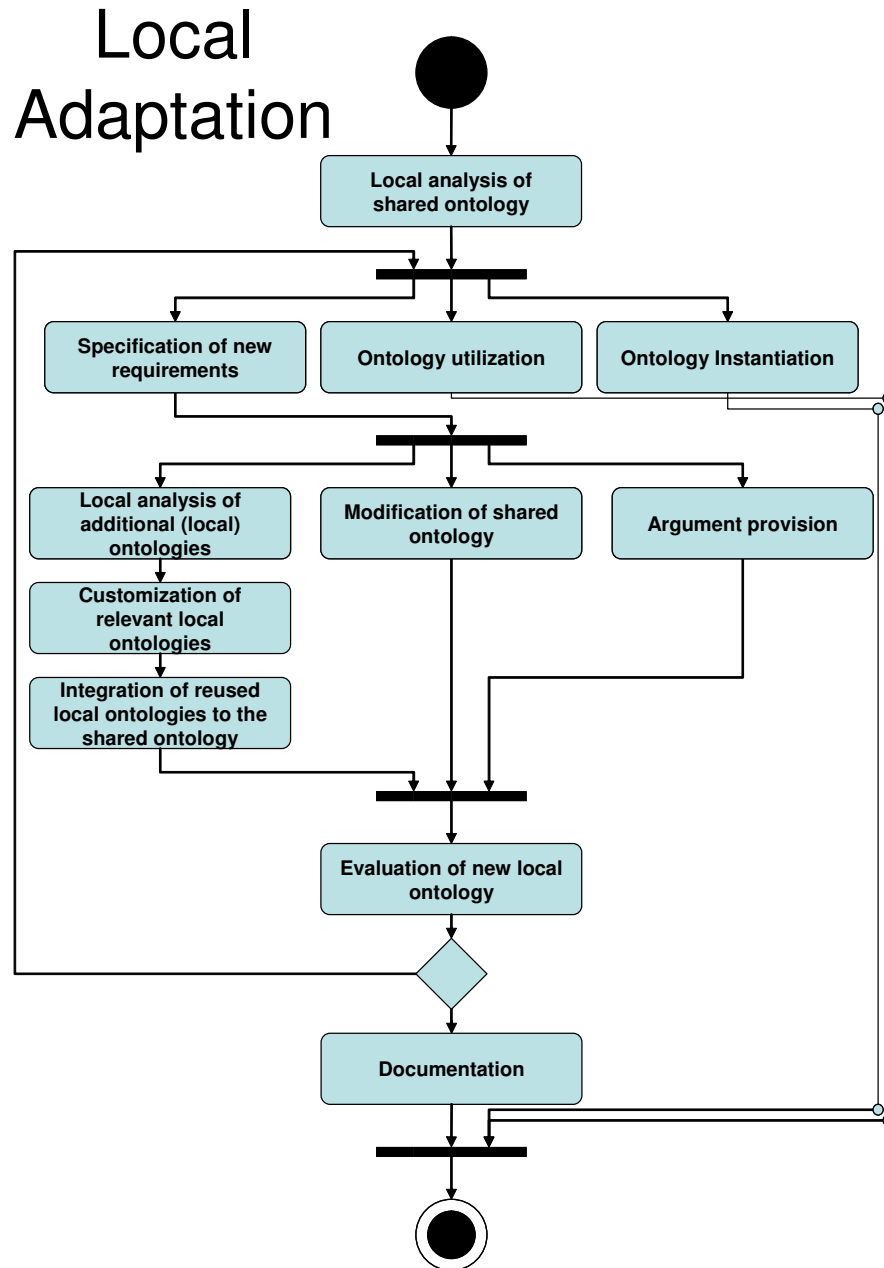 Local
Adaptation
Local analysis of
shared ontology
Specification of new
requirements
Ontology utilization
Ontology Instantiation
Local analysis of
additional (local)
ontologies
Modification of shared
ontology
Argument provision
Customization of
relevant local
ontologies
Integration of reused
local ontologies to the
shared ontology
Evaluation of new local
ontology
Documentation